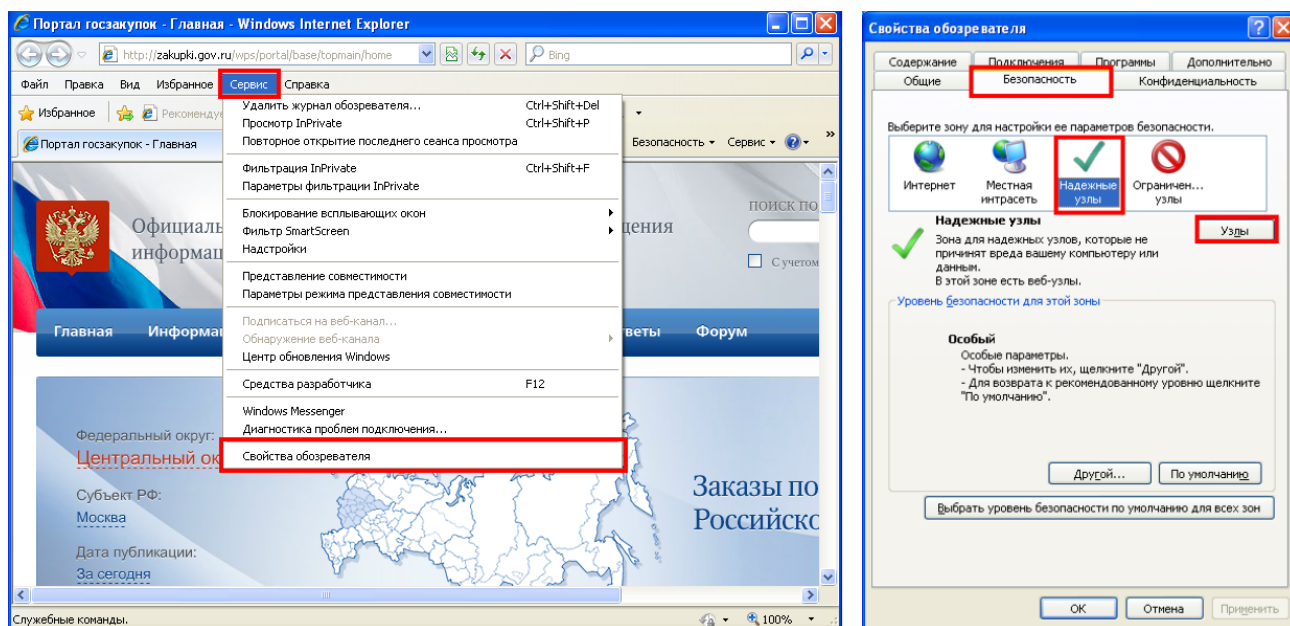 Портал госзакупок - Главная - Windows Internet Explorer
http://zakupki.gov.ru/wps/portal/base/topmain/home
Bing
Файл Правка Вид Избранное Сервис Справка
Избранное
Портал госзакупок - Главная
Безопасность Сервис
Удалить журнал обозревателя... Ctrl+Shift+Del
Просмотр InPrivate Ctrl+Shift+P
Повторное открытие последнего сеанса просмотра
Фильтрация InPrivate Ctrl+Shift+F
Параметры фильтрации InPrivate
Блокирование всплывающих окон
Фильтр SmartScreen
Надстройки
Представление совместимости
Параметры режима представления совместимости
Подписаться на веб-канал...
Обнаружение веб-канала
Центр обновления Windows
Средства разработчика F12
Windows Messenger
Диагностика проблем подключения...
Свойства обозревателя
поиск по
С учетом
Главная
Форум
Федеральный округ:
Центральный ок
Субъект РФ:
Москва
Дата публикации:
За сегодня
Заказы по
Служебные команды.
100%
Свойства обозревателя
Содержание Подключения Программы Дополнительно
Общие Безопасность Конфиденциальность
Выберите зону для настройки ее параметров безопасности.
Интернет
Местная интрасеть
Надежные узлы
Ограничен... узлы
Надежные узлы
Узлы
Зона для надежных узлов, которые не
причинят вреда вашему компьютеру или
данным.
В этой зоне есть веб-узлы.
Уровень безопасности для этой зоны
Особый
Особые параметры.
- Чтобы изменить их, щелкните "Другой".
- Для возврата к рекомендованному уровню щелкните
"По умолчанию".
Другой... По умолчанию
Выбрать уровень безопасности по умолчанию для всех зон
OK Отмена Применить